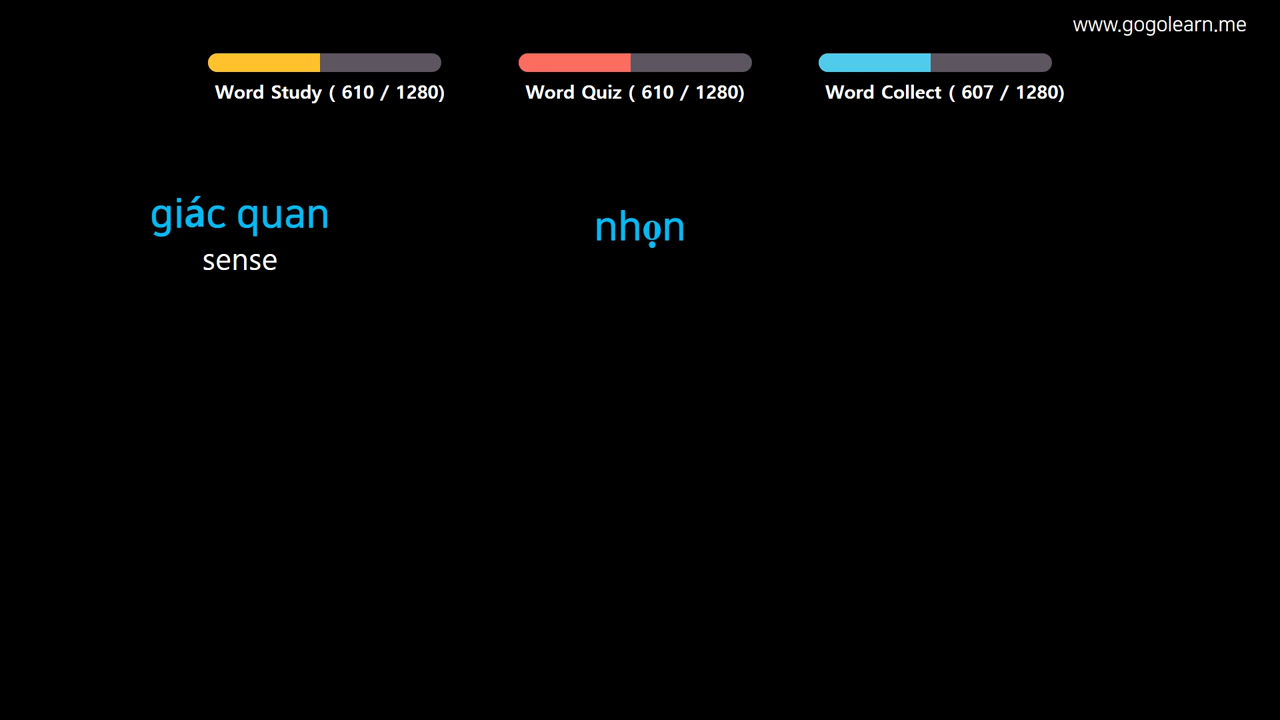 www.gogolearn.me
Word Study ( 610 / 1280)
Word Quiz ( 610 / 1280)
Word Collect ( 607 / 1280)
giác quan
sense
nhọn